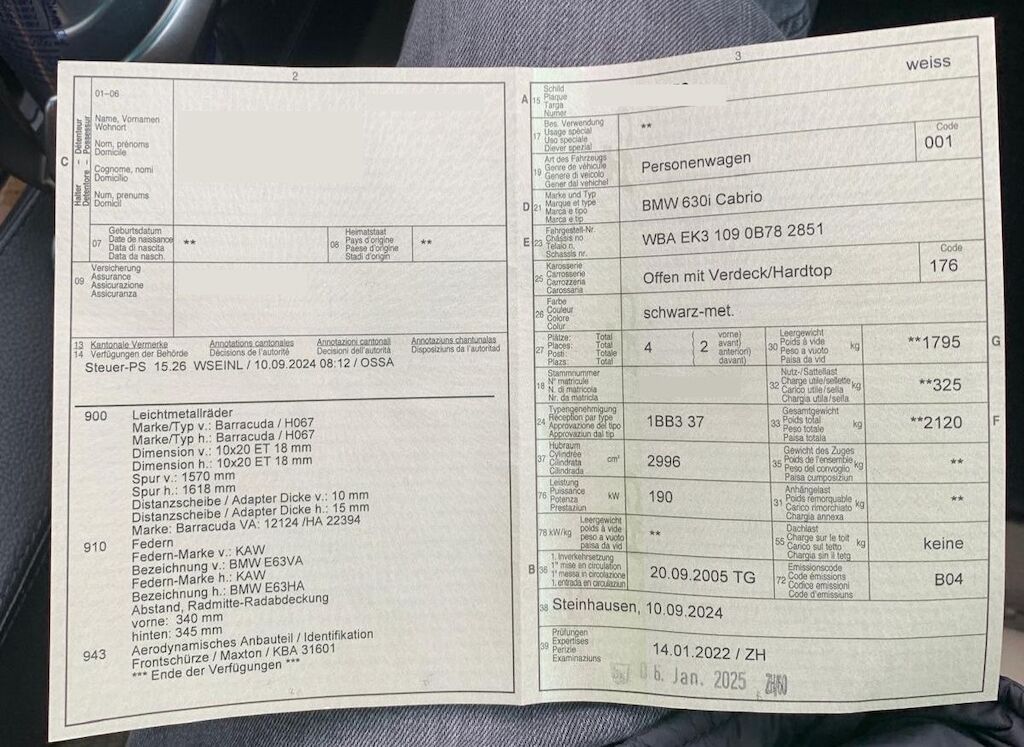 2
01-06
Halter – Détenteur
Detentore – Possessur
C
Name, Vornamen
Wohnort
Nom, prénoms
Domicile
Cognome, nomi
Domicilio
Num, prenums
Domicil
07
Geburtsdatum
Date de naissance
Data di nascita
Data da nasch.
**
08
Heimatstaat
Pays d'origine
Paese d'origine
Stadi d'origin
**
09
Versicherung
Assurance
Assicurazione
Assicuranza
13 Kantonale Vermerke Annotations cantonales Annotazioni cantonali Annotaziuns chantunalas
14 Verfügungen der Behörde Décisions de l'autorité Decisioni dell'autorità Disposiziuns da l'autoritad
Steuer-PS 15.26 WSEINL / 10.09.2024 08:12 / OSSA
900 Leichtmetallräder
Marke/Typ v.: Barracuda / H067
Marke/Typ h.: Barracuda / H067
Dimension v.: 10x20 ET 18 mm
Dimension h.: 10x20 ET 18 mm
Spur v.: 1570 mm
Spur h.: 1618 mm
Distanzscheibe / Adapter Dicke v.: 10 mm
Distanzscheibe / Adapter Dicke h.: 15 mm
Marke: Barracuda VA: 12124 /HA 22394
910 Federn
Federn-Marke v.: KAW
Bezeichnung v.: BMW E63VA
Federn-Marke h.: KAW
Bezeichnung h.: BMW E63HA
Abstand, Radmitte-Radabdeckung
vorne: 340 mm
hinten: 345 mm
943 Aerodynamisches Anbauteil / Identifikation
Frontschürze / Maxton / KBA 31601
*** Ende der Verfügungen ***
2
3
A 15
Schild
Plaque
Targa
Numer
weiss
17
Bes. Verwendung
Usage spécial
Uso speciale
Diever spezial
**
19
Art des Fahrzeugs
Genre de véhicule
Genere di veicolo
Gener dal vehichel
Personenwagen
Code
001
D 21
Marke und Typ
Marque et type
Marca e tipo
Marca e tip
BMW 630i Cabrio
E 23
Fahrgestell-Nr.
Châssis no
Telaio n.
Schassis nr.
WBA EK3 109 0B78 2851
25
Karosserie
Carrosserie
Carrozzeria
Carossaria
Offen mit Verdeck/Hardtop
Code
176
26
Farbe
Couleur
Colore
Colur
schwarz-met.
27
Plätze: Total
Places: Total
Posti: Totale
Plazs: Total
4
( vorne)
avant)
anteriori)
davant)
2
30
Leergewicht
Poids à vide
Peso a vuoto
Paisa da vid
kg
**1795
G
18
Stammnummer
N° matricule
N. di matricola
Nr. da matricla
32
Nutz-/Sattellast
Charge utile/sellette
Carico utile/sella
Chargia utila/sella
kg
**325
24
Typengenehmigung
Réception par type
Approvazione del tipo
Approvaziun dal tip
1BB3 37
33
Gesamtgewicht
Poids total
Peso totale
Paisa totala
kg
**2120
F
37
Hubraum
Cylindrée
Cilindrata
Cilindrada
cm³
2996
35
Gewicht des Zuges
Poids de l'ensemble
Peso del convoglio
Paisa cumposiziun
kg
**
76
Leistung
Puissance
Potenza
Prestaziun
kW
190
31
Anhängelast
Poids remorquable
Carico rimorchiato
Chargia annexa
kg
**
78 kW/kg
Leergewicht
poids à vide
peso a vuoto
paisa da vid
**
55
Dachlast
Charge sur le toit
Carico sul tetto
Chargia sin il tetg
kg
keine
B 36
1. Inverkehrsetzung
1re mise en circulation
1a messa in circolazione
1. entrada en circulaziun
20.09.2005 TG
72
Emissionscode
Code émissions
Codice emissioni
Code d'emissiuns
B04
38 Steinhausen, 10.09.2024
39
Prüfungen
Expertises
Perizie
Examinaziuns
14.01.2022 / ZH
06. Jan. 2025
3